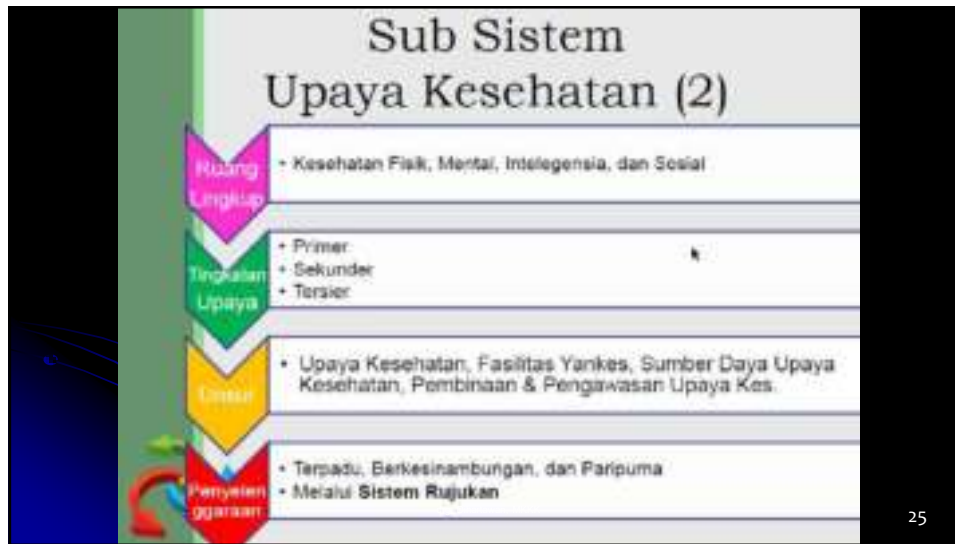 Sub Sistem
Upaya Kesehatan (2)
Ruang
Lingkup
• Kesehatan Fisik, Mental, Intelegensia, dan Sosial
Tingkatan
Upaya
• Primer
• Sekunder
• Tersier
Unsur
• Upaya Kesehatan, Fasilitas Yankes, Sumber Daya Upaya
Kesehatan, Pembinaan & Pengawasan Upaya Kes.
Penyelen
ggaraan
• Terpadu, Berkesinambungan, dan Paripurna
• Melalui Sistem Rujukan
25